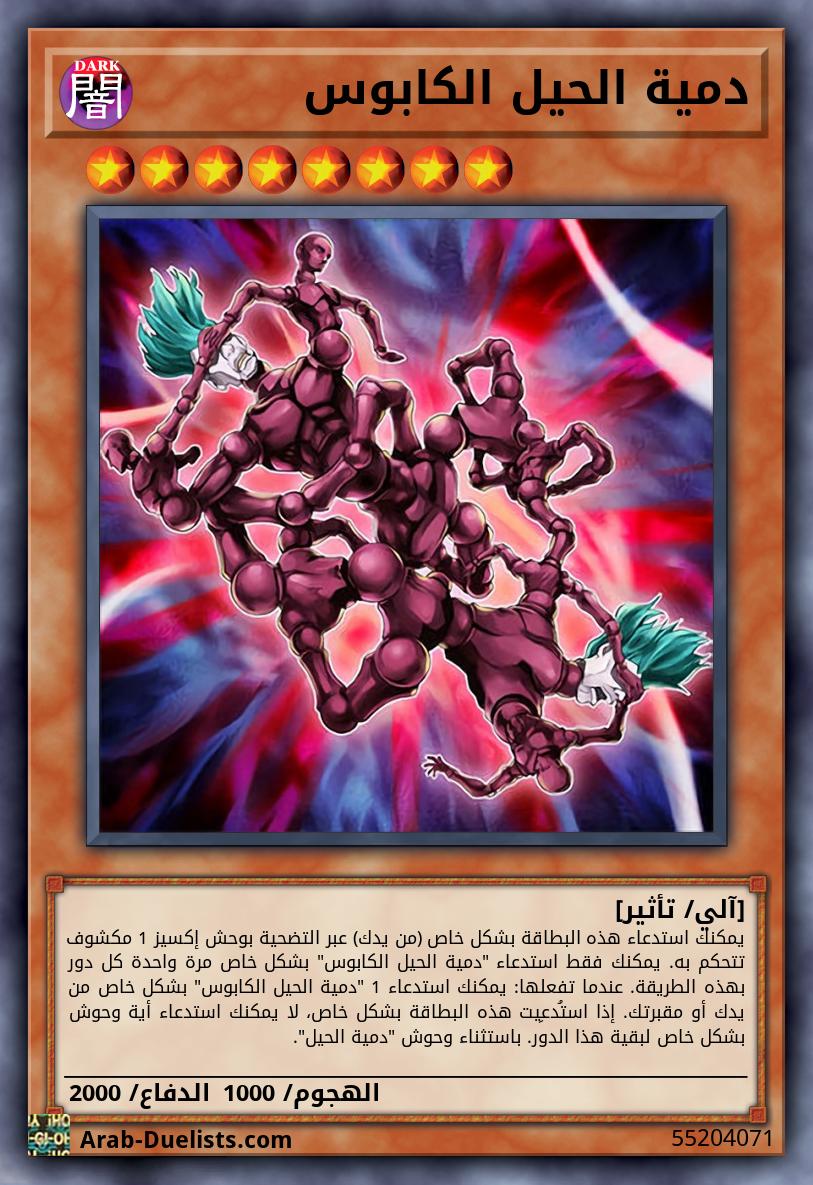 DARK
闇
دمية الحيل الكابوس
[آلي/ تأثير]
يمكنك استدعاء هذه البطاقة بشكل خاص (من يدك) عبر التضحية بوحش إكسيز 1 مكشوف
تتحكم به. يمكنك فقط استدعاء "دمية الحيل الكابوس" بشكل خاص مرة واحدة كل دور
بهذه الطريقة. عندما تفعلها: يمكنك استدعاء 1 "دمية الحيل الكابوس" بشكل خاص من
يدك أو مقبرتك. إذا استُدعيت هذه البطاقة بشكل خاص، لا يمكنك استدعاء أية وحوش
بشكل خاص لبقية هذا الدور. باستثناء وحوش "دمية الحيل".
الهجوم/ 1000 الدفاع/ 2000
Arab-Duelists.com
55204071